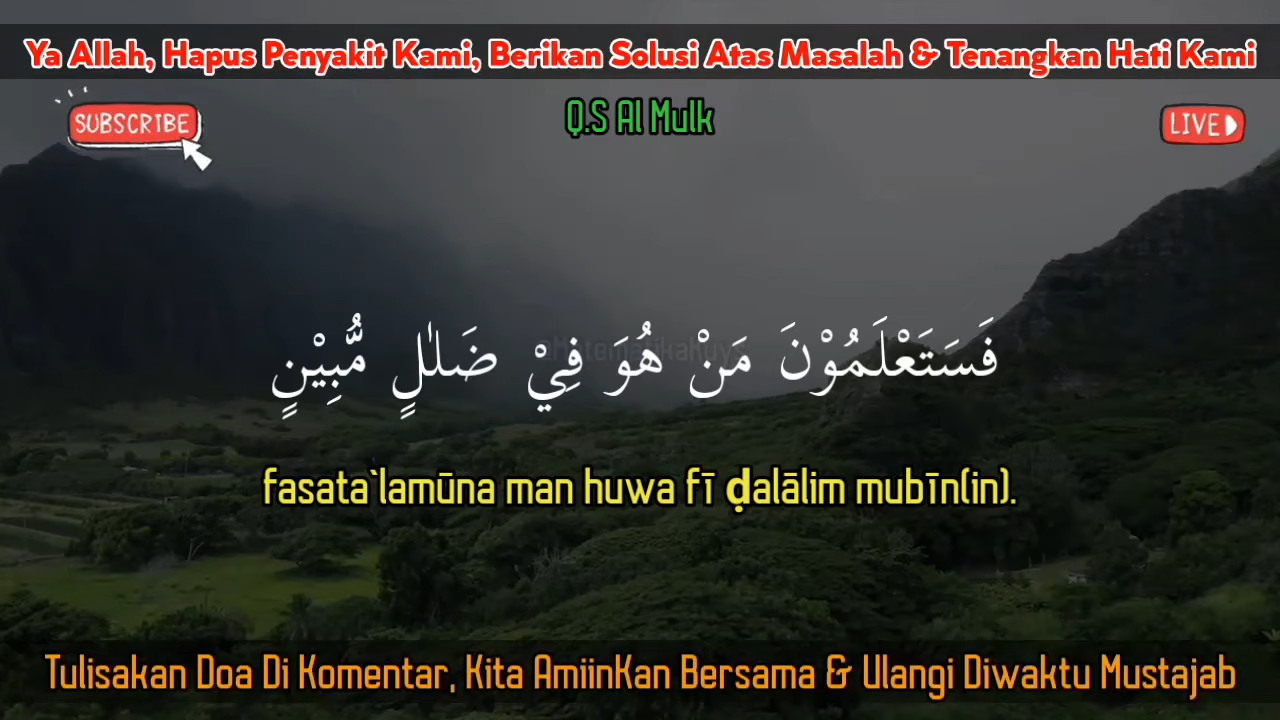 Ya Allah, Hapus Penyakit Kami, Berikan Solusi Atas Masalah & Tenangkan Hati Kami
SUBSCRIBE
Q.S Al Mulk
LIVE
فَسَتَعْلَمُوْنَ مَنْ هُوَ فِيْ ضَلٰلٍ مُّبِيْنٍ
fasata`lamūna man huwa fī ḍalālim mubīn(in).
Tulisakan Doa Di Komentar, Kita AmiinKan Bersama & Ulangi Diwaktu Mustajab